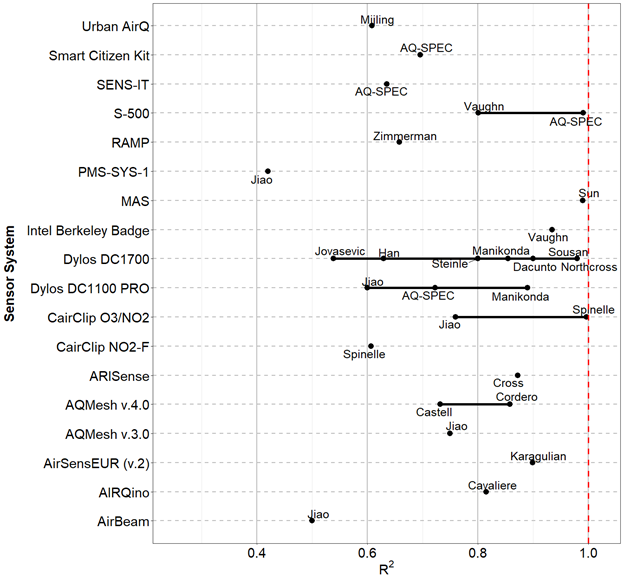 Urban AirQ
Mijling
Smart Citizen Kit
AQ-SPEC
SENS-IT
AQ-SPEC
S-500
Vaughn
AQ-SPEC
RAMP
Zimmerman
PMS-SYS-1
Jiao
MAS
Sun
Intel Berkeley Badge
Vaughn
Dylos DC1700
Jovasevic
Han
Steinle
Manikonda
Dacunto
Sousan
Northcross
Dylos DC1100 PRO
Jiao
AQ-SPEC
Manikonda
CairClip O3/NO2
Jiao
Spinelle
CairClip NO2-F
Spinelle
ARISense
Cross
AQMesh v.4.0
Castell
Cordero
AQMesh v.3.0
Jiao
AirSensEUR (v.2)
Karagulian
AIRQino
Cavaliere
AirBeam
Jiao
Sensor System
0.4 0.6 0.8 1.0
R²